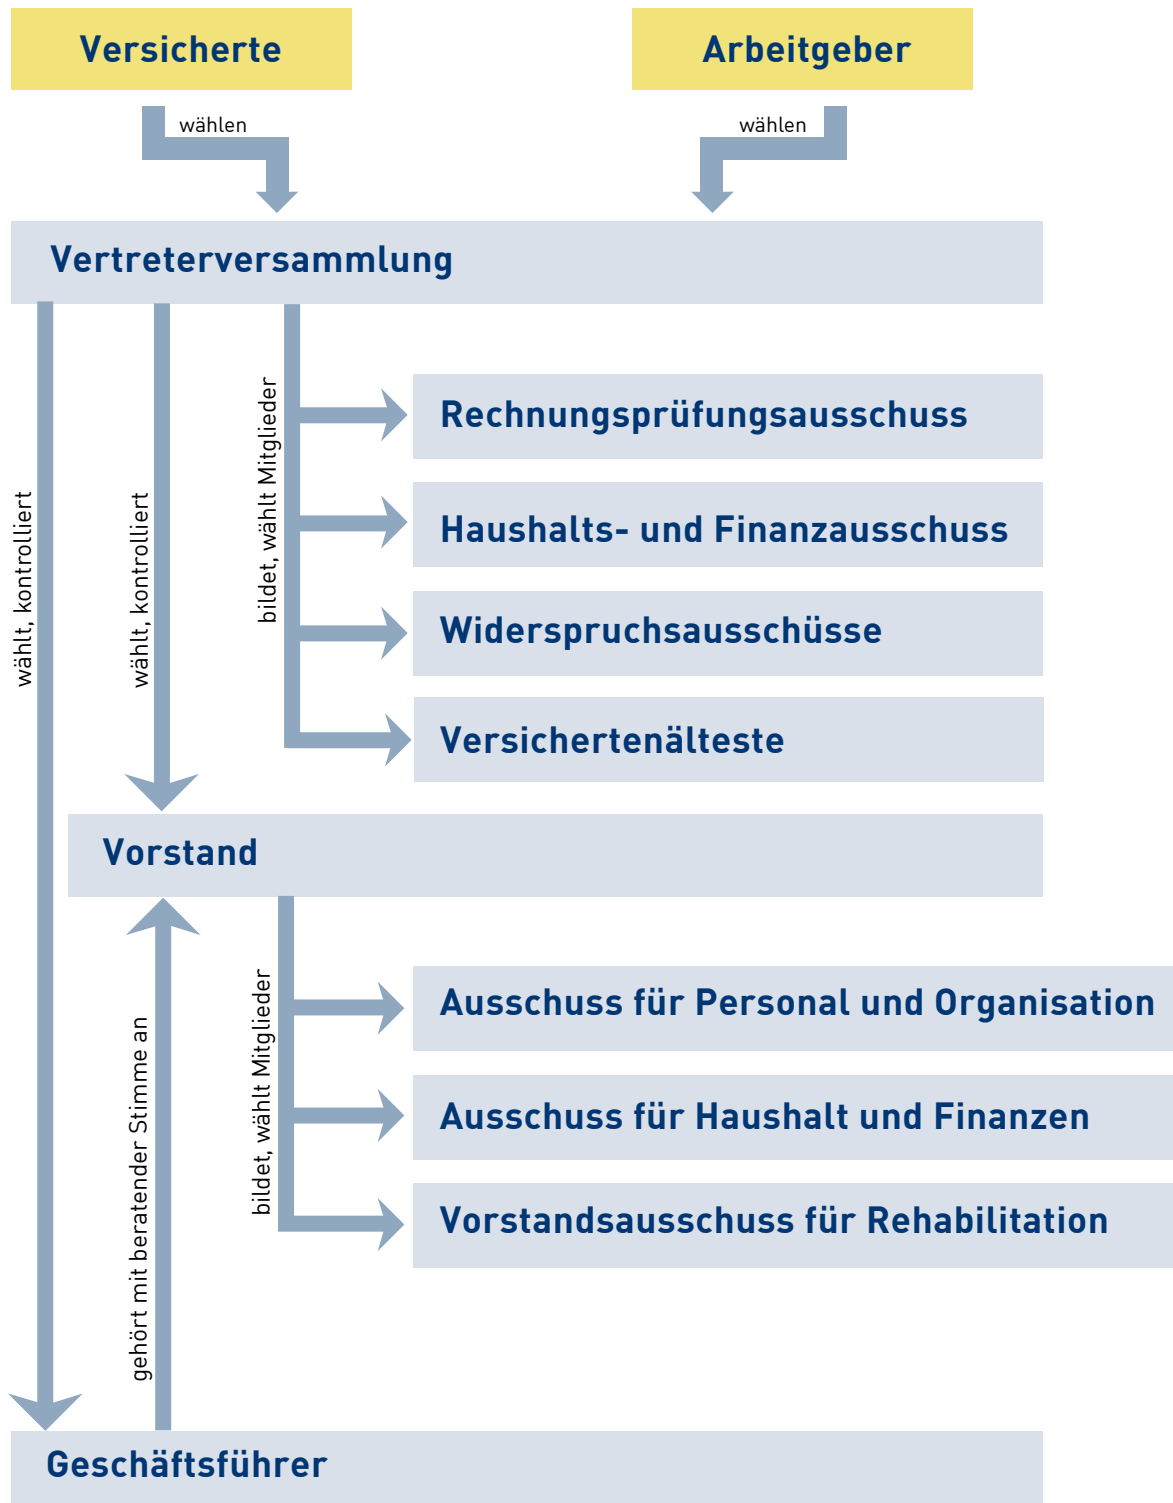 Versicherte
Arbeitgeber
wählen
wählen
Vertreterversammlung
wählt, kontrolliert
wählt, kontrolliert
bildet, wählt Mitglieder
Rechnungsprüfungsausschuss
Haushalts- und Finanzausschuss
Widerspruchsausschüsse
Versichertenälteste
Vorstand
gehört mit beratender Stimme an
bildet, wählt Mitglieder
Ausschuss für Personal und Organisation
Ausschuss für Haushalt und Finanzen
Vorstandsausschuss für Rehabilitation
Geschäftsführer